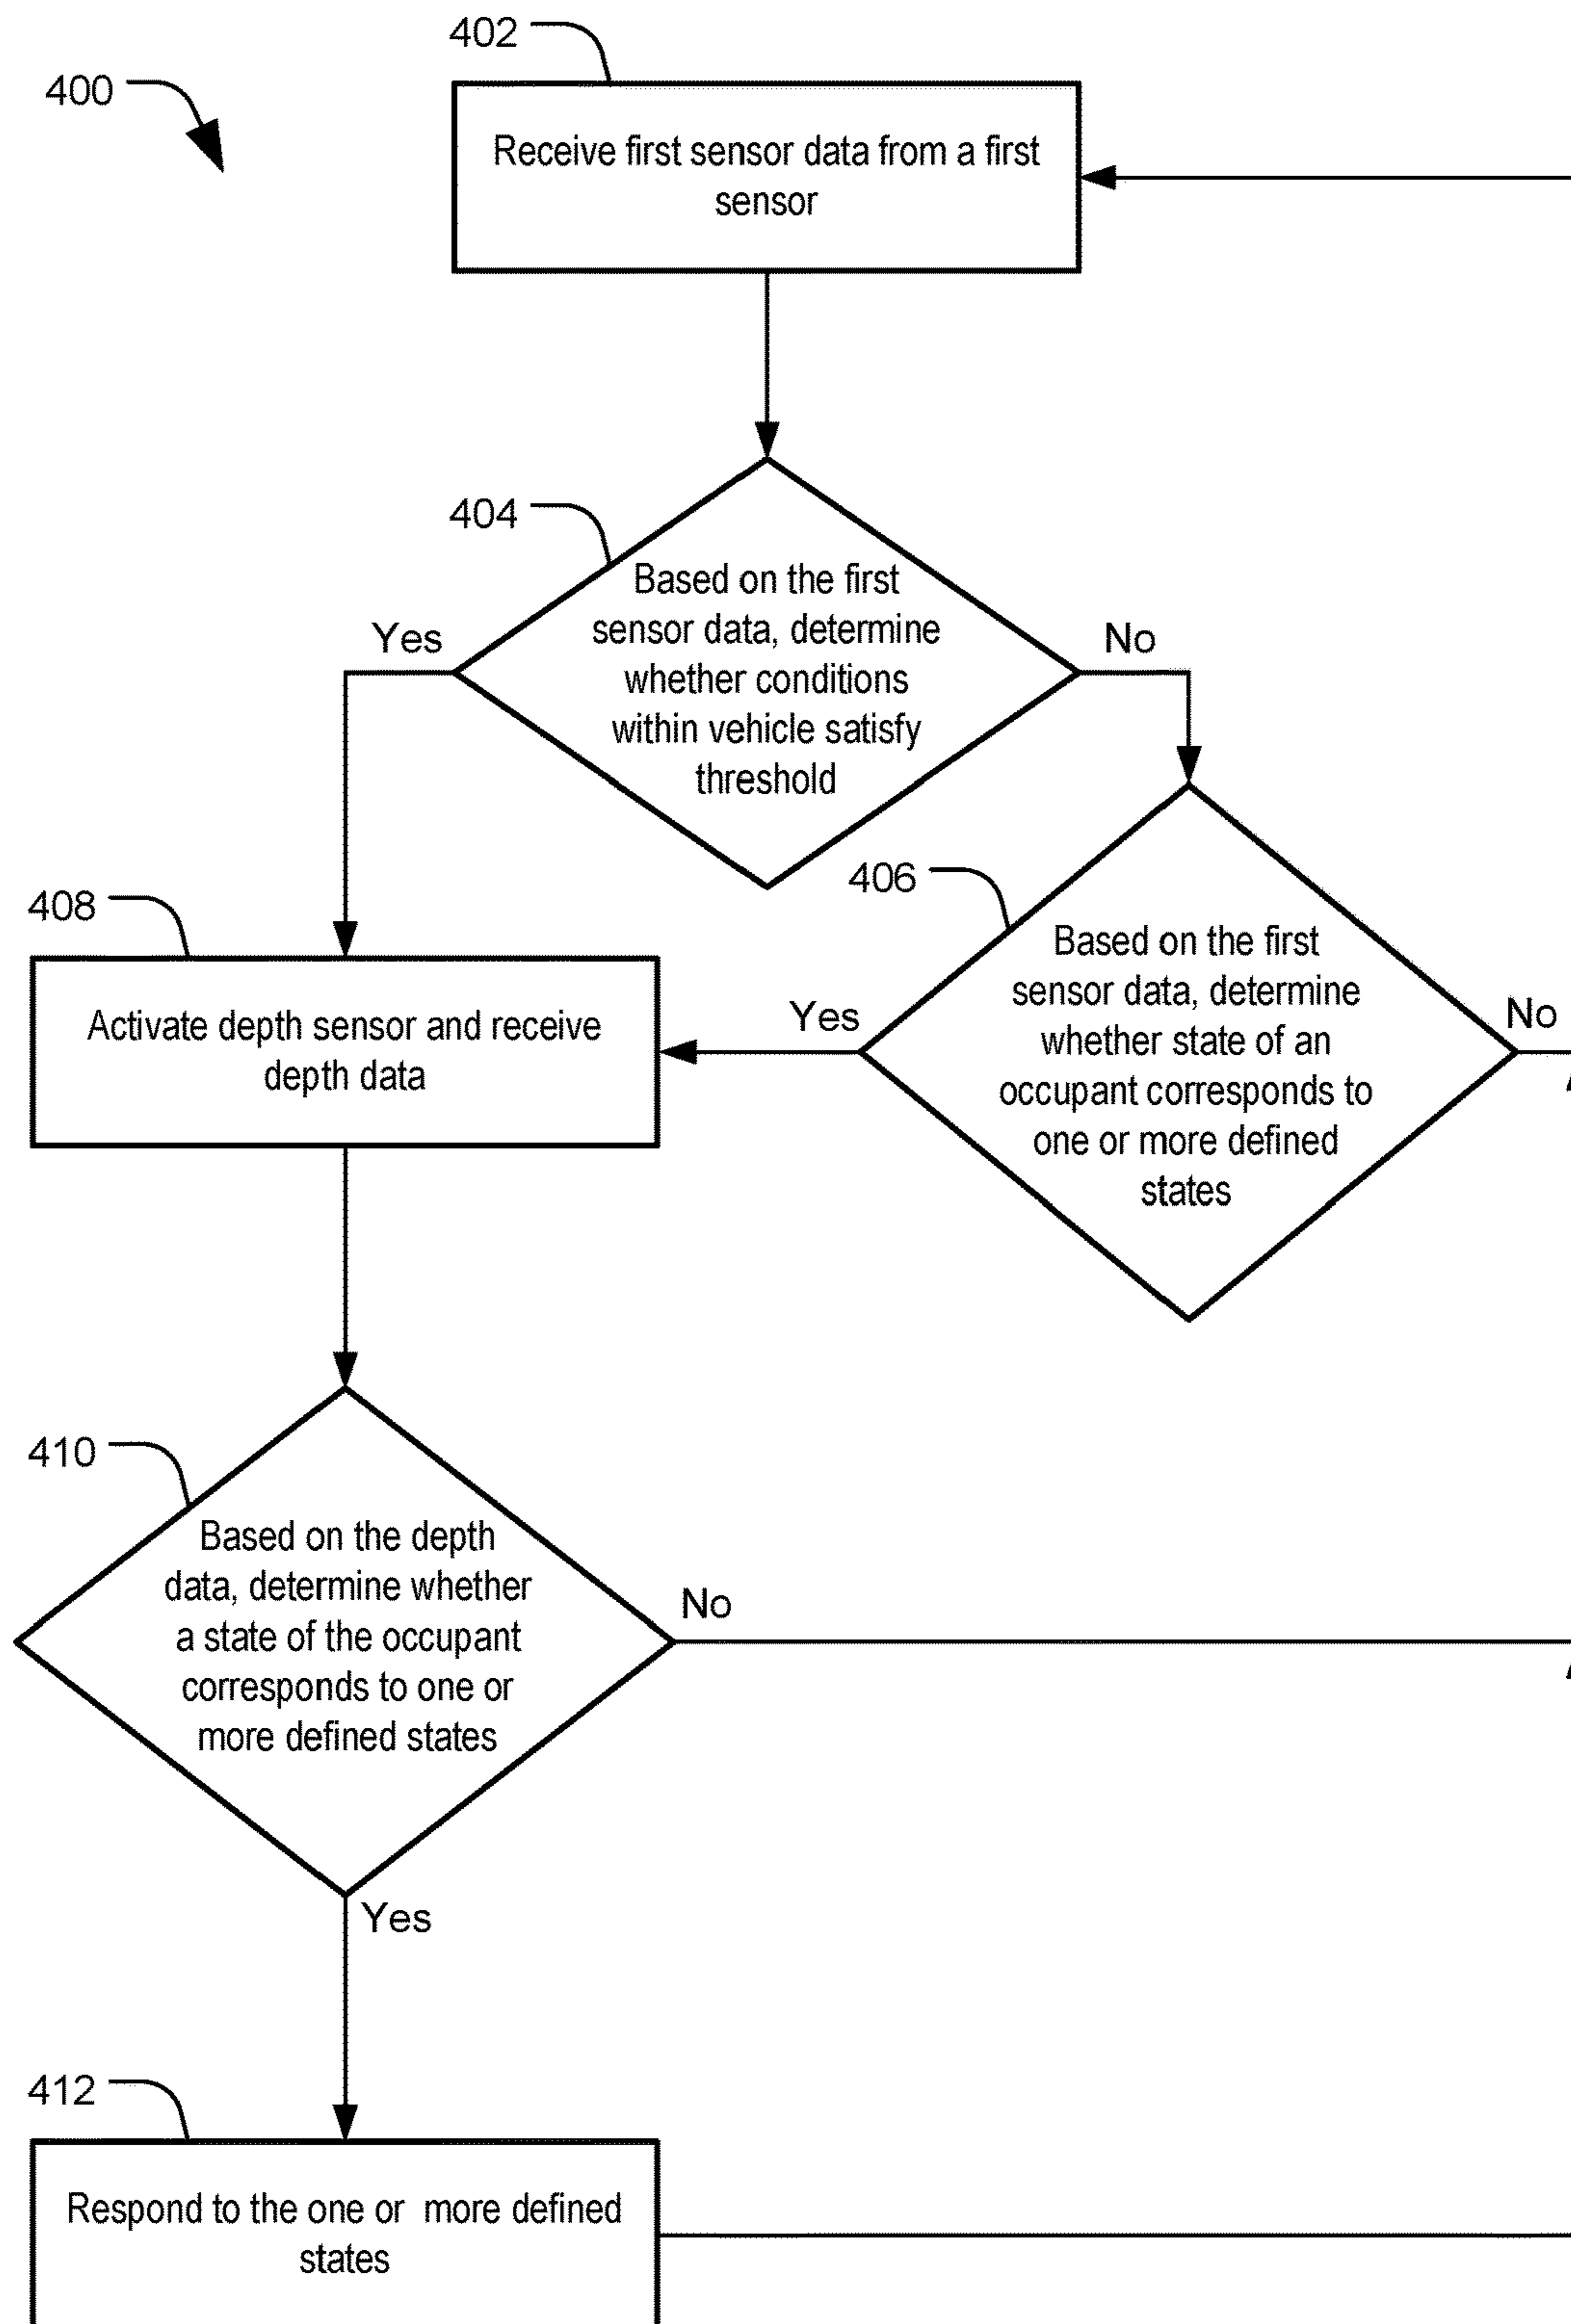 402
400
Receive first sensor data from a first
sensor
404
Based on the first
sensor data, determine
whether conditions
within vehicle satisfy
threshold
Yes
No
406
408
Based on the first
sensor data, determine
whether state of an
occupant corresponds to
one or more defined
states
Activate depth sensor and receive
depth data
Yes
No
410
Based on the depth
data, determine whether
a state of the occupant
corresponds to one or
more defined states
No
Yes
412
Respond to the one or more defined
states